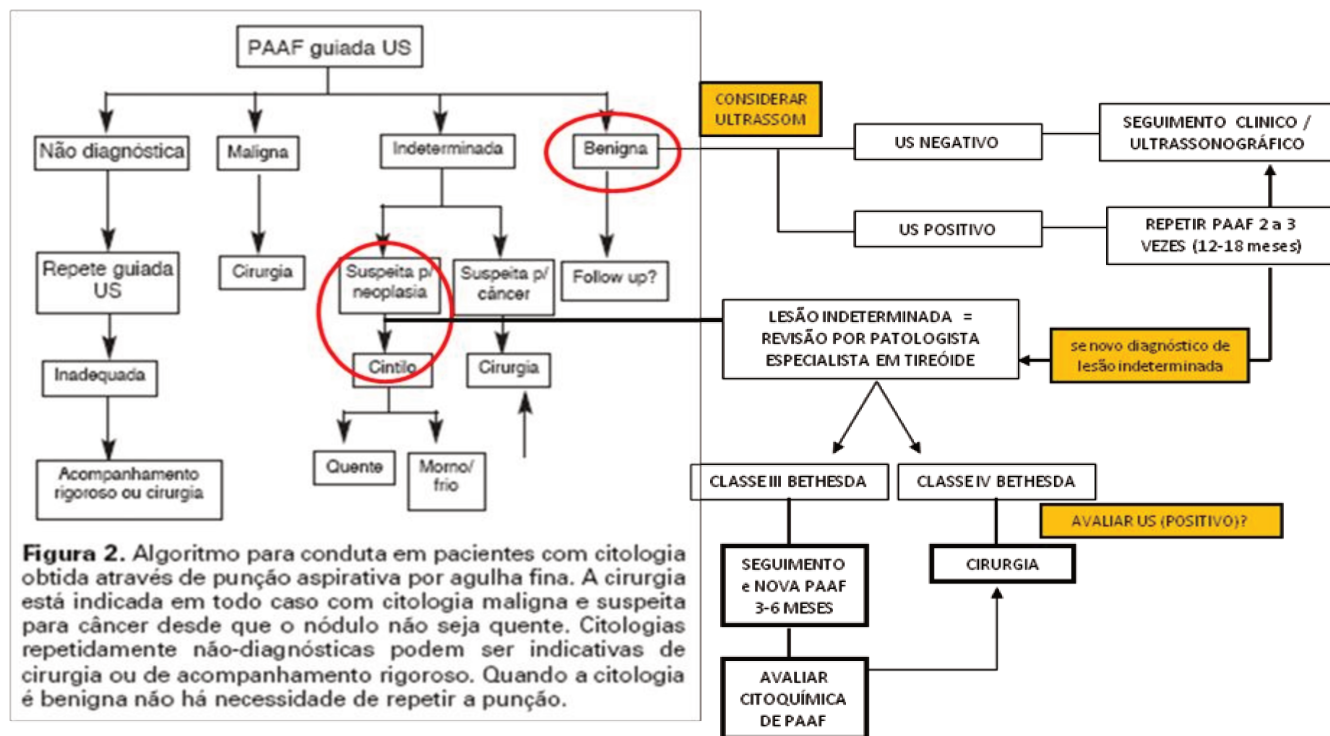 PAAF guiada US
Não diagnóstica
Maligna
Indeterminada
Benigna
Repete guiada
US
Cirurgia
Suspeita p/
neoplasia
Suspeita p/
câncer
Follow up?
Inadequada
Cintilo
Cirurgia
Acompanhamento
rigoroso ou cirurgia
Quente
Morno/
frio
Figura 2. Algoritmo para conduta em pacientes com citologia
obtida através de punção aspirativa por agulha fina. A cirurgia
está indicada em todo caso com citologia maligna e suspeita
para câncer desde que o nódulo não seja quente. Citologias
repetidamente não-diagnósticas podem ser indicativas de
cirurgia ou de acompanhamento rigoroso. Quando a citologia
é benigna não há necessidade de repetir a punção.
CONSIDERAR
ULTRASSOM
US NEGATIVO
SEGUIMENTO CLINICO /
ULTRASSONOGRÁFICO
US POSITIVO
REPETIR PAAF 2 a 3
VEZES (12-18 meses)
LESÃO INDETERMINADA =
REVISÃO POR PATOLOGISTA
ESPECIALISTA EM TIREÓIDE
se novo diagnóstico de
lesão indeterminada
CLASSE III BETHESDA
CLASSE IV BETHESDA
AVALIAR US (POSITIVO)?
SEGUIMENTO
e NOVA PAAF
3-6 MESES
CIRURGIA
AVALIAR
CITOQUÍMICA
DE PAAF